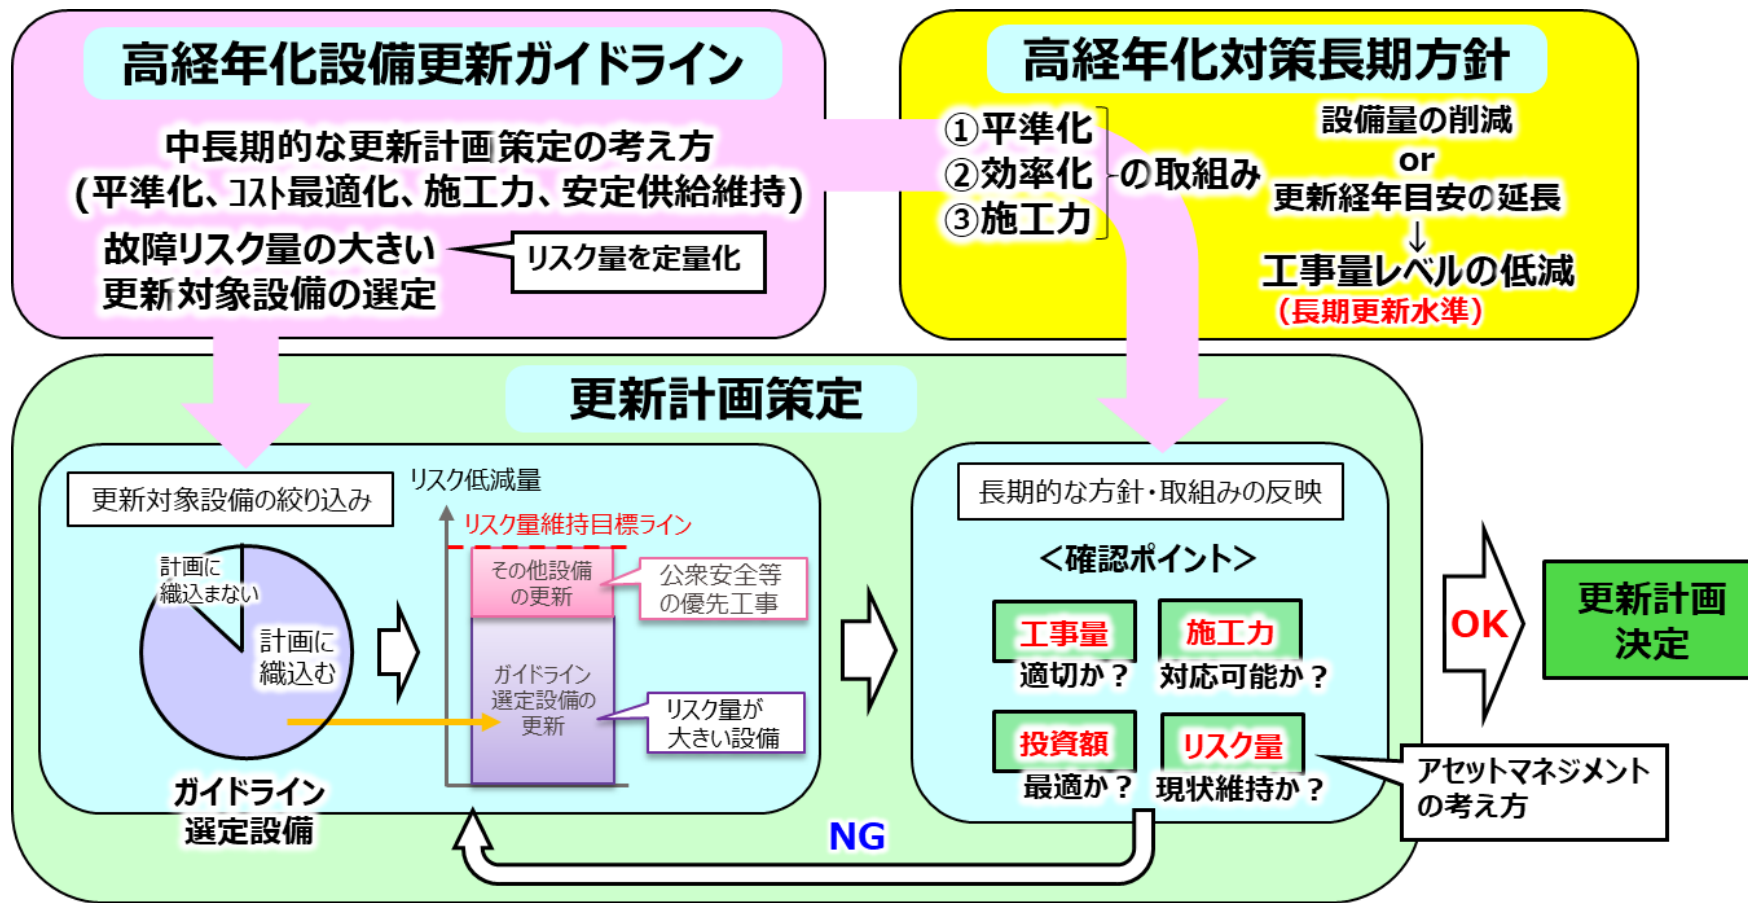 高経年化設備更新ガイドライン
中長期的な更新計画策定の考え方
(平準化、コスト最適化、施工力、安定供給維持)
故障リスク量の大きい
更新対象設備の選定
リスク量を定量化
高経年化対策長期方針
①平準化
②効率化
③施工力
の取組み
設備量の削減
or
更新経年目安の延長
↓
工事量レベルの低減
(長期更新水準)
更新計画策定
更新対象設備の絞り込み
計画に
織込まない
計画に
織込む
ガイドライン
選定設備
リスク低減量
リスク量維持目標ライン
その他設備
の更新
公衆安全等
の優先工事
ガイドライン
選定設備の
更新
リスク量が
大きい設備
長期的な方針・取組みの反映
<確認ポイント>
工事量
適切か？
施工力
対応可能か？
投資額
最適か？
リスク量
現状維持か？
アセットマネジメント
の考え方
NG
OK
更新計画
決定